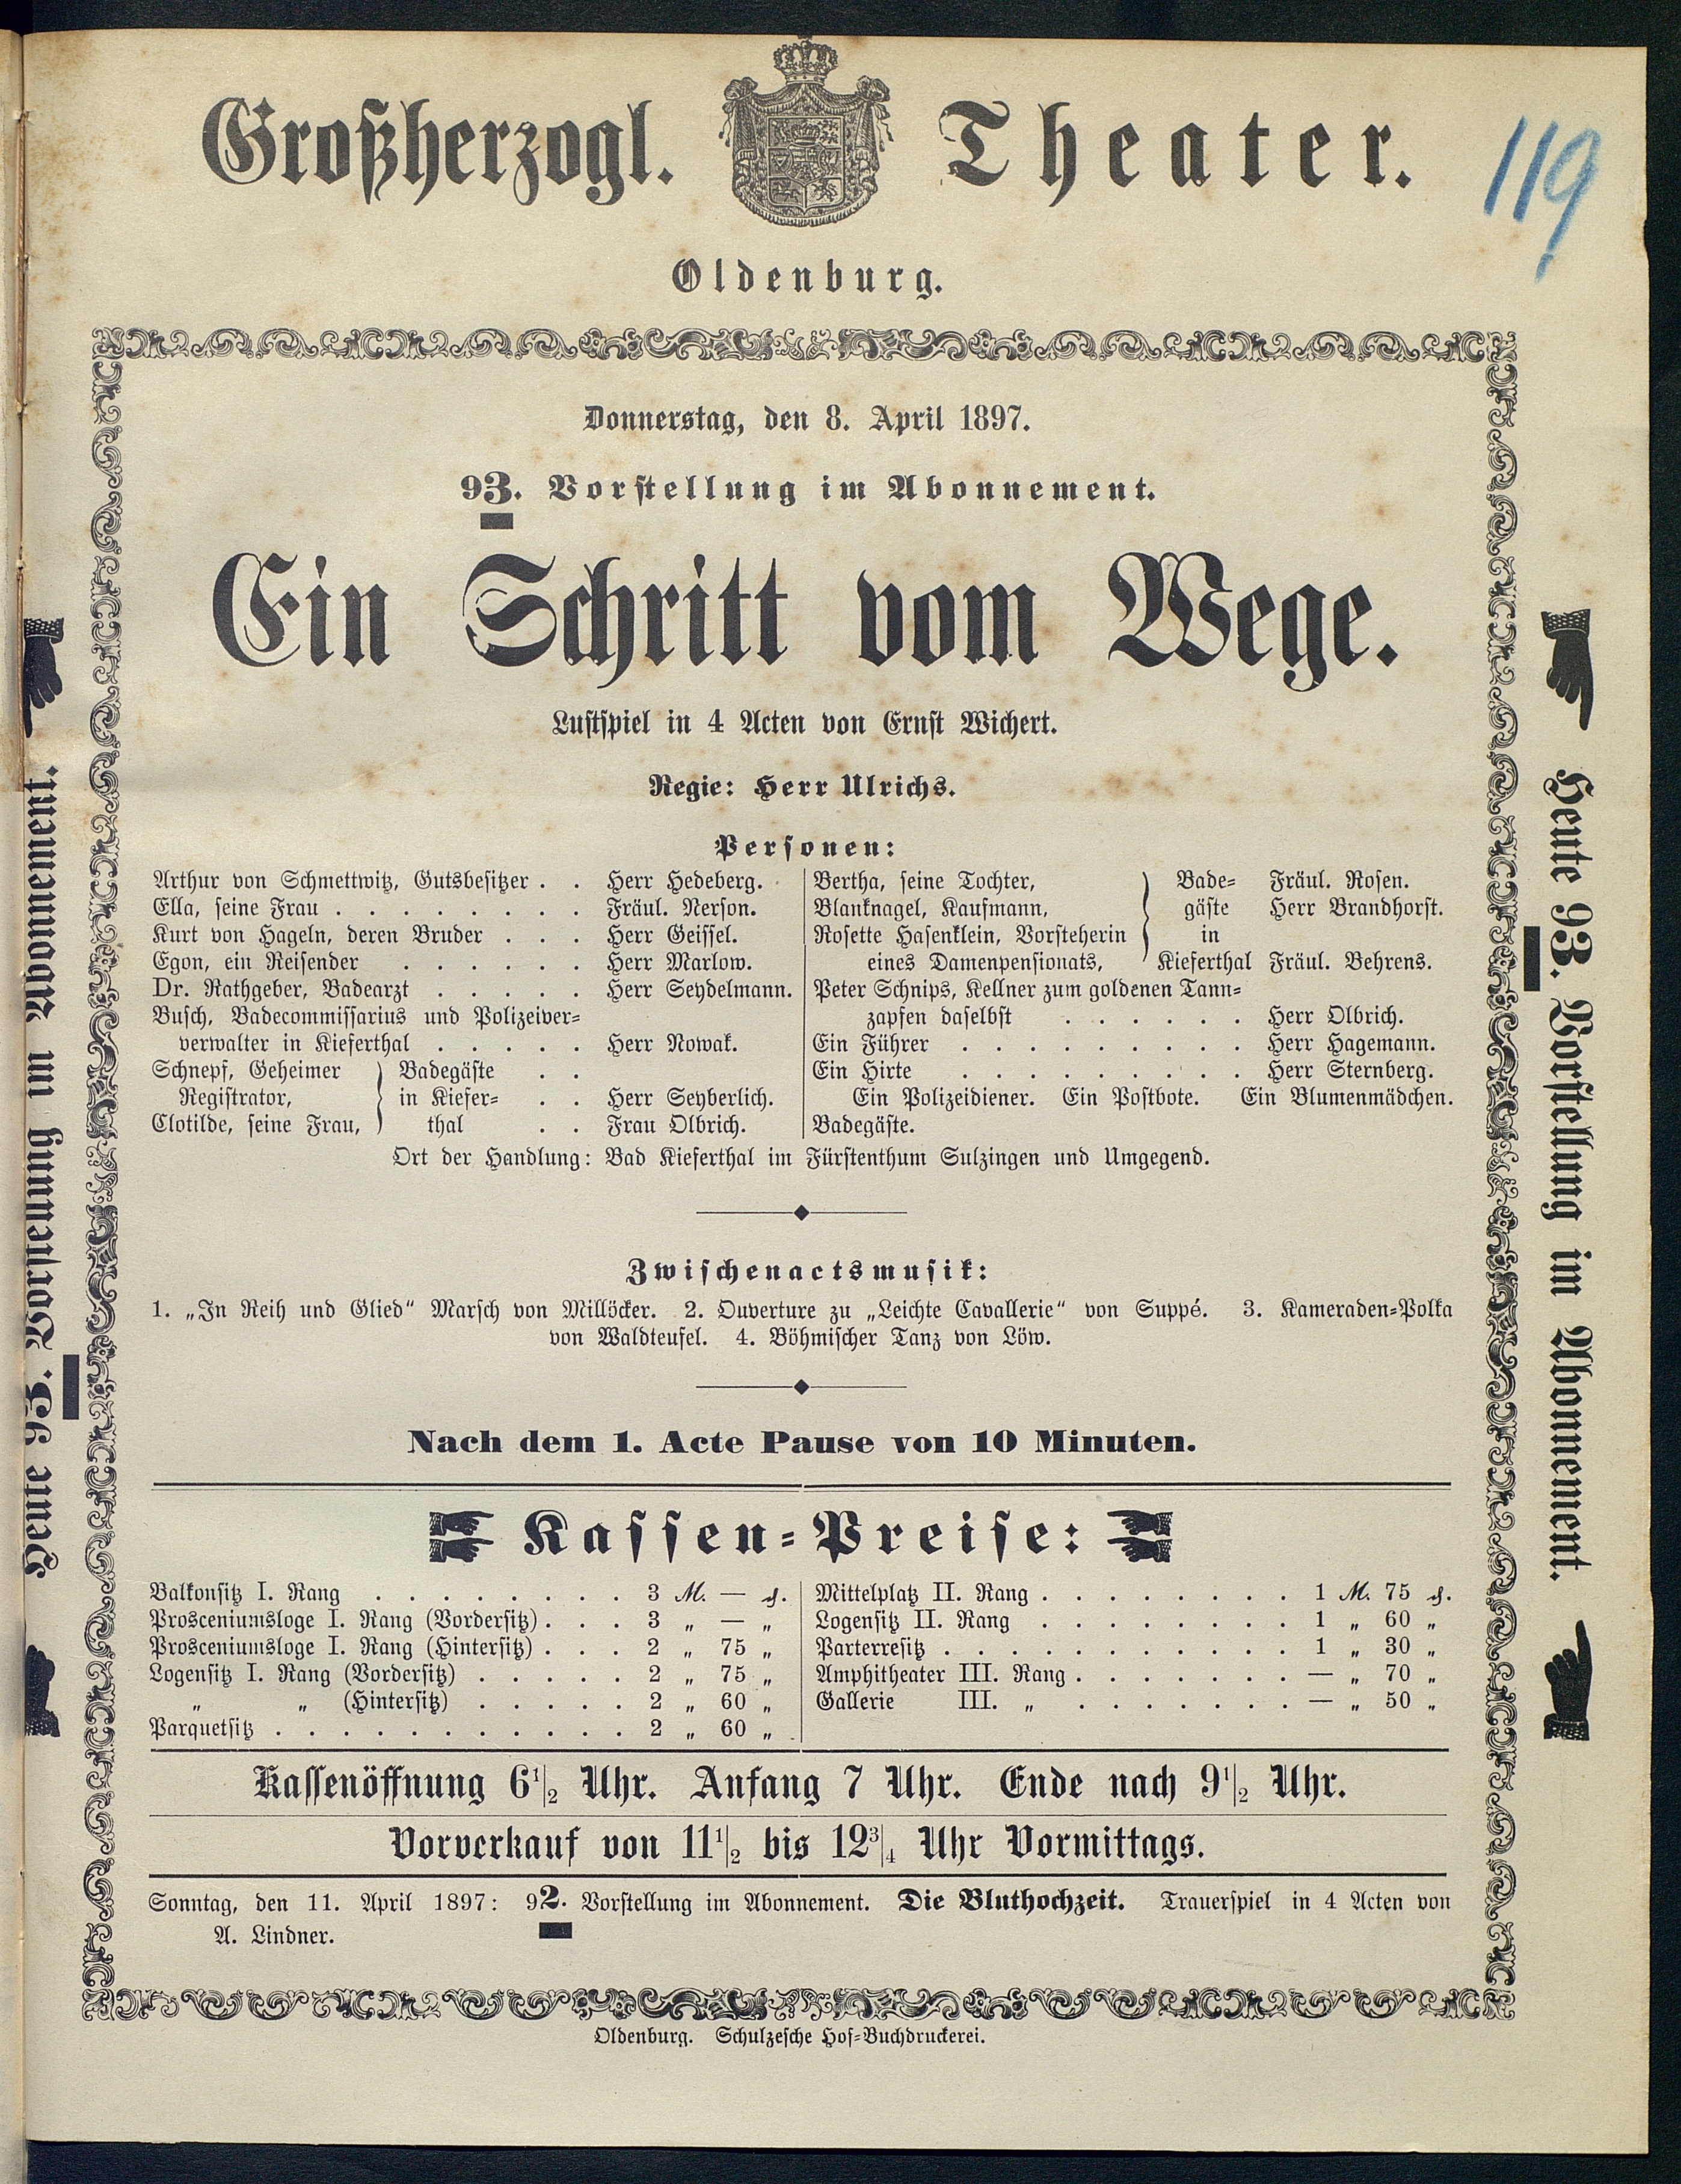 Großherzogl. Theater.
119
Oldenburg.
Donnerstag, den 8. April 1897.
93. Vorstellung im Abonnement.
Ein Schritt vom Wege.
Lustspiel in 4 Acten von Ernst Wichert.
Regie: Herr Ulrichs.
Personen:
Arthur von Schmettwitz, Gutsbesitzer . . Herr Hedeberg.
Ella, seine Frau . . . . . . . . Fräul. Nerson.
Kurt von Hageln, deren Bruder . . . Herr Geissel.
Egon, ein Reisender . . . . . . Herr Marlow.
Dr. Rathgeber, Badearzt . . . . . Herr Seydelmann.
Busch, Badecommissarius und Polizeiver-
verwalter in Kieferthal . . . . . Herr Nowak.
Schnepf, Geheimer } Badegäste . .
Registrator, } in Kiefer- . . Herr Seyberlich.
Clotilde, seine Frau, } thal . . Frau Olbrich.
Bertha, seine Tochter, } Bade- Fräul. Rosen.
Blanknagel, Kaufmann, } gäste Herr Brandhorst.
Rosette Hasenklein, Vorsteherin } in
eines Damenpensionats, } Kieferthal Fräul. Behrens.
Peter Schnips, Kellner zum goldenen Tann-
zapfen daselbst . . . . . . Herr Olbrich.
Ein Führer . . . . . . . . . Herr Hagemann.
Ein Hirte . . . . . . . . . Herr Sternberg.
Ein Polizeidiener. Ein Postbote. Ein Blumenmädchen.
Badegäste.
Ort der Handlung: Bad Kieferthal im Fürstenthum Sulzingen und Umgegend.
Zwischenactsmusik:
1. „In Reih und Glied“ Marsch von Millöcker. 2. Ouverture zu „Leichte Cavallerie“ von Suppé. 3. Kameraden-Polka
von Waldteufel. 4. Böhmischer Tanz von Löw.
Nach dem 1. Acte Pause von 10 Minuten.
Kassen-Preise:
Balkonsitz I. Rang . . . . . . . . 3 M. — ₰.
Prosceniumsloge I. Rang (Vordersitz) . . . 3 „ — „
Prosceniumsloge I. Rang (Hintersitz) . . . 2 „ 75 „
Logensitz I. Rang (Vordersitz) . . . . . 2 „ 75 „
„ „ (Hintersitz) . . . . . 2 „ 60 „
Parquetsitz . . . . . . . . . . . 2 „ 60 „
Mittelplatz II. Rang . . . . . . . . 1 M. 75 ₰.
Logensitz II. Rang . . . . . . . . 1 „ 60 „
Parterresitz . . . . . . . . . . . 1 „ 30 „
Amphitheater III. Rang . . . . . . . — „ 70 „
Gallerie III. „ . . . . . . . — „ 50 „
Kassenöffnung 6 1/2 Uhr. Anfang 7 Uhr. Ende nach 9 1/2 Uhr.
Vorverkauf von 11 1/2 bis 12 3/4 Uhr Vormittags.
Sonntag, den 11. April 1897: 92. Vorstellung im Abonnement. Die Bluthochzeit. Trauerspiel in 4 Acten von
A. Lindner.
Oldenburg. Schulzesche Hof-Buchdruckerei.
Heute 93. Vorstellung im Abonnement.
Heute 93. Vorstellung im Abonnement.